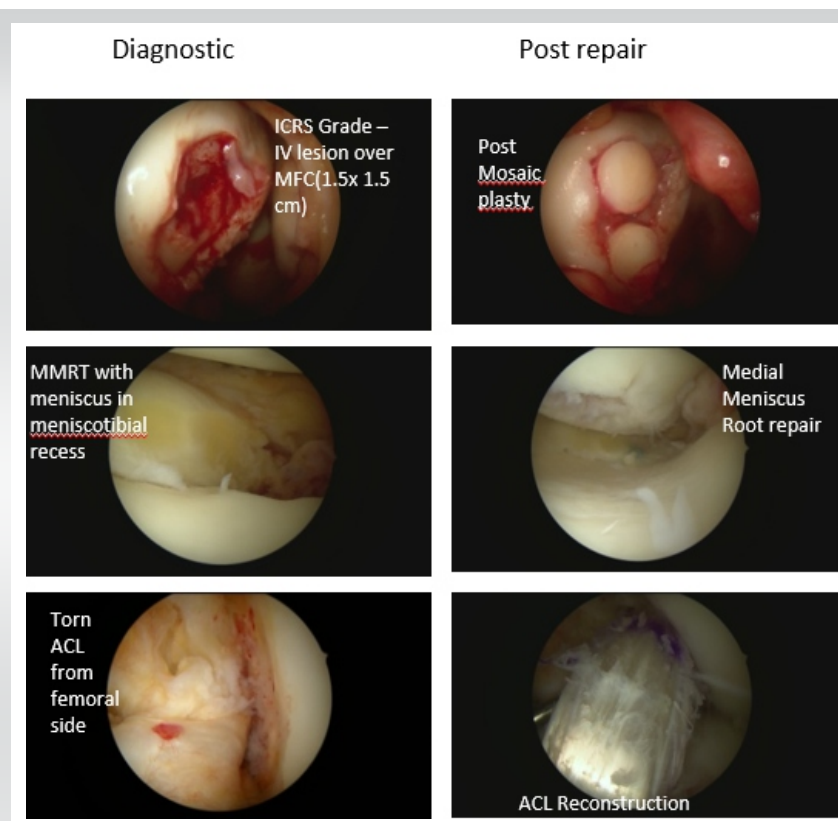 Diagnostic
Post repair
ICRS Grade –
IV lesion over
MFC(1.5x 1.5
cm)
Post
Mosaic
plasty
MMRT with
meniscus in
meniscotibial
recess
Medial
Meniscus
Root repair
Torn
ACL
from
femoral
side
ACL Reconstruction